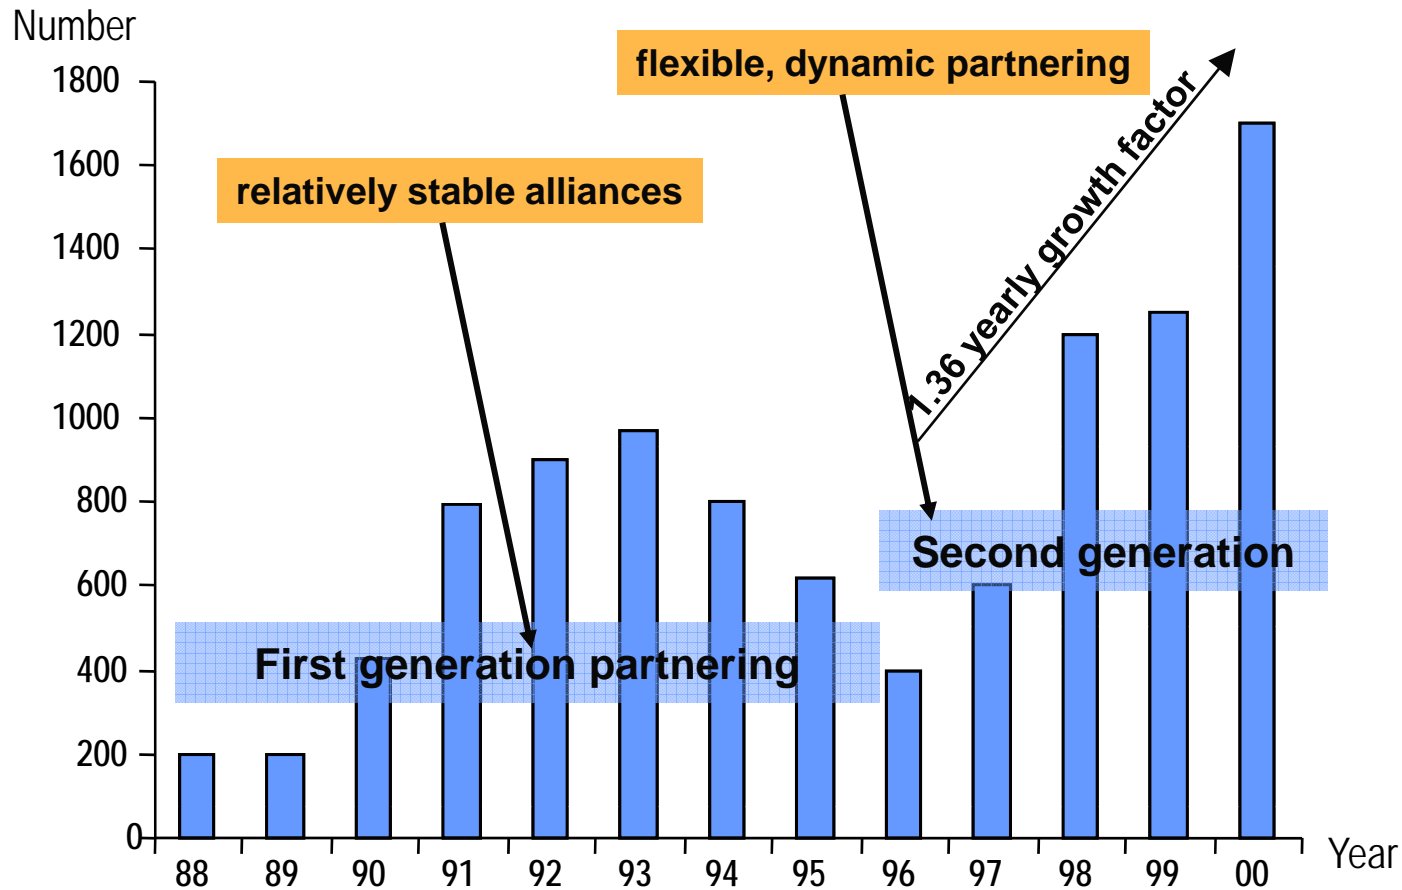 Number
flexible, dynamic partnering
1800
1600
1400
1200
1000
800
600
400
200
0
relatively stable alliances
1.36 yearly growth factor
Second generation
First generation partnering
88 89 90 91 92 93 94 95 96 97 98 99 00
Year